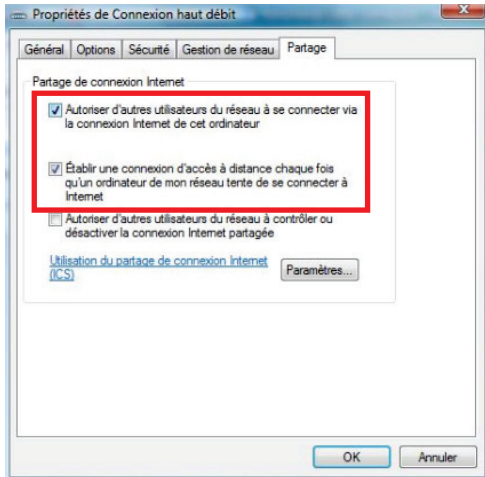 Propriétés de Connexion haut débit
Général Options Sécurité Gestion de réseau Partage
Partage de connexion Internet
Autoriser d'autres utilisateurs du réseau à se connecter via
la connexion Internet de cet ordinateur
Établir une connexion d'accès à distance chaque fois
qu'un ordinateur de mon réseau tente de se connecter à
Internet
Autoriser d'autres utilisateurs du réseau à contrôler ou
désactiver la connexion Internet partagée
Utilisation du partage de connexion Internet
(ICS)
Paramètres...
OK Annuler